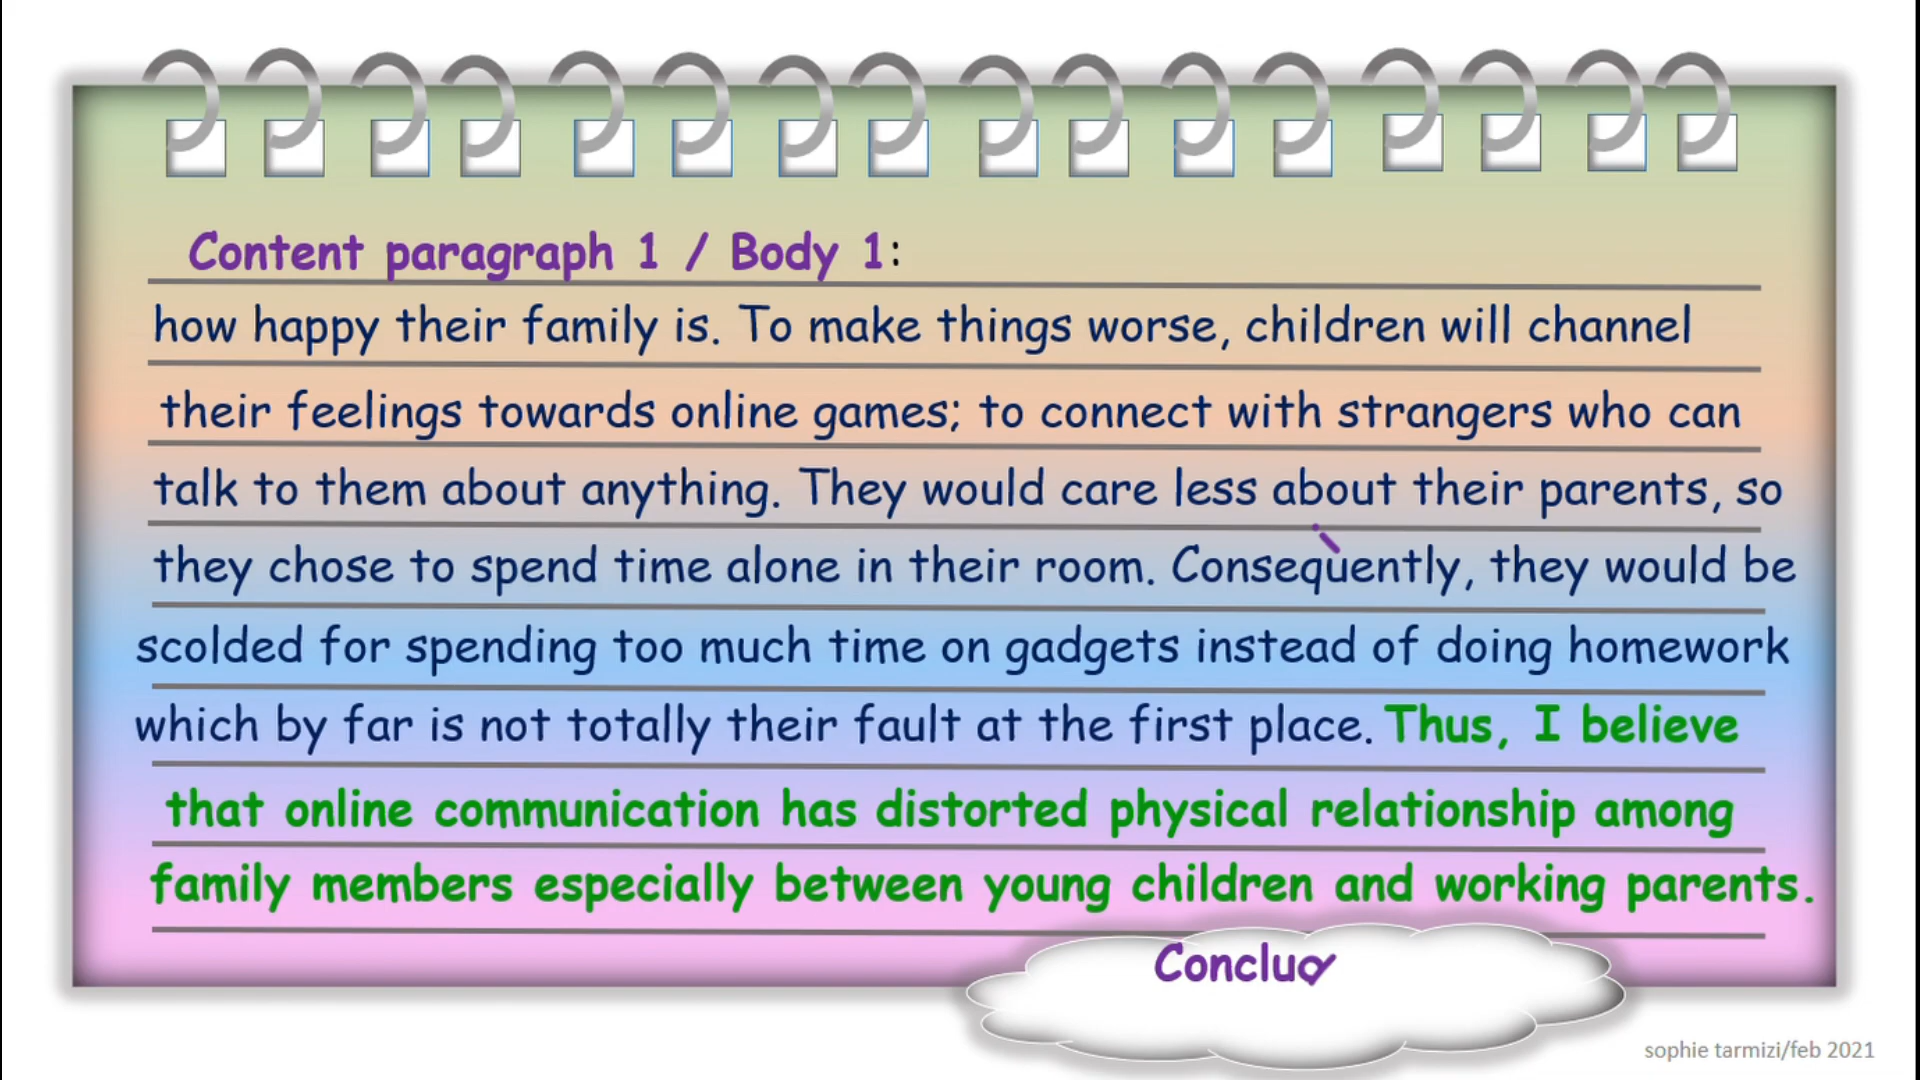 Content paragraph 1 / Body 1:
how happy their family is. To make things worse, children will channel
their feelings towards online games; to connect with strangers who can
talk to them about anything. They would care less about their parents, so
they chose to spend time alone in their room. Consequently, they would be
scolded for spending too much time on gadgets instead of doing homework
which by far is not totally their fault at the first place. Thus, I believe
that online communication has distorted physical relationship among
family members especially between young children and working parents.
sophie tarmizi/feb 2021